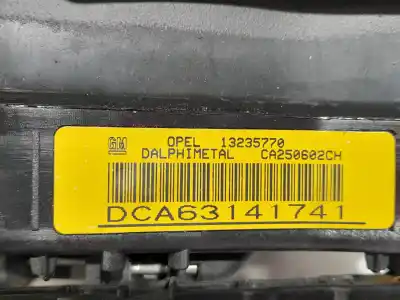 GM OPEL 13235770
DALPHIMETAL CA250602CH
DCA63141741